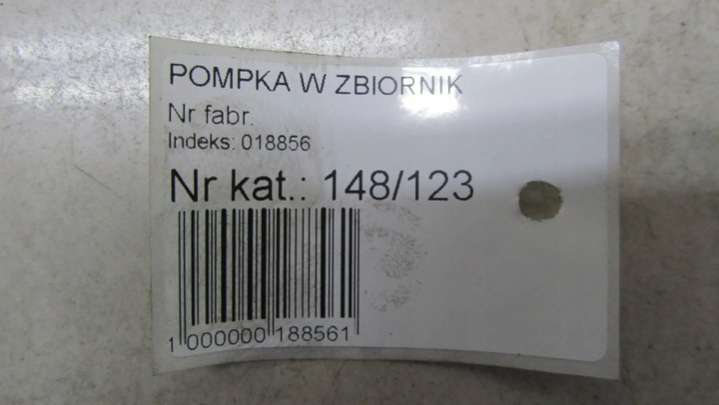 POMPKA W ZBIORNIK
Nr fabr.
Indeks: 018856
Nr kat.: 148/123
1 000000 188561